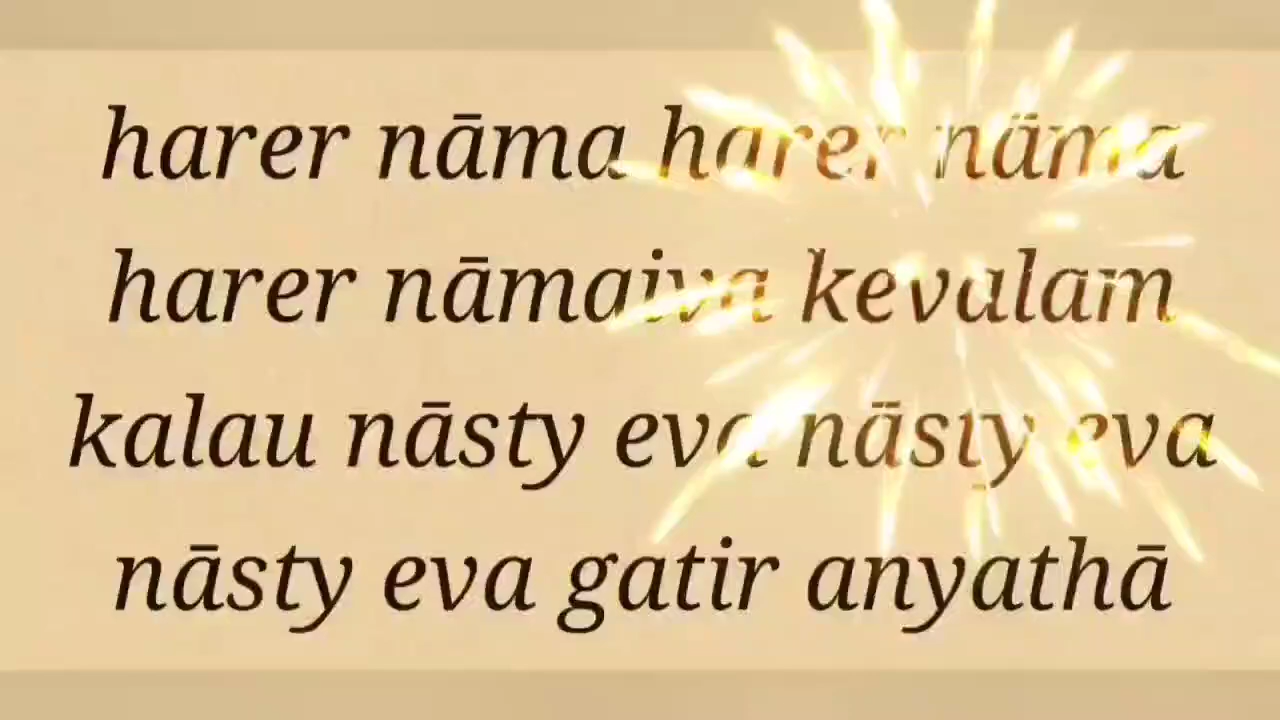 harer nāma harer nāma
harer nāmaiva kevalam
kalau nāsty eva nāsty eva
nāsty eva gatir anyathā